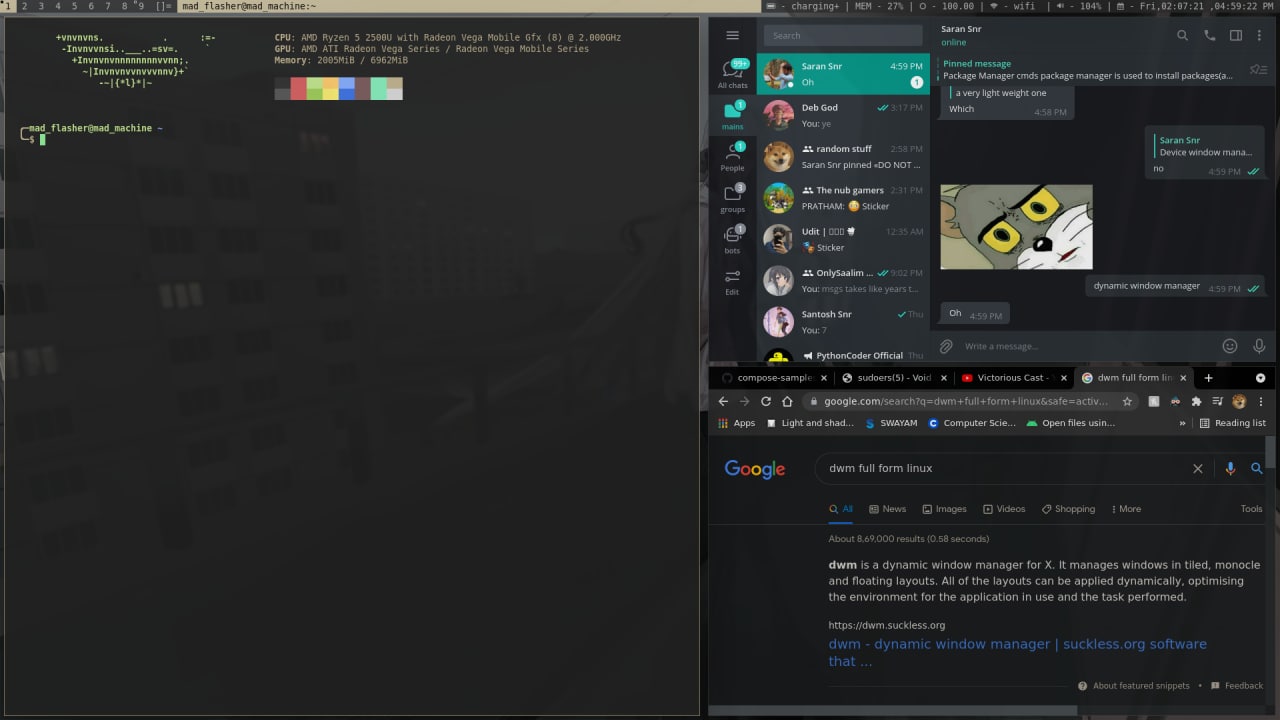 1 2 3 4 5 6 7 8 9 []= mad_flasher@mad_machine:~
- charging+ | MEM - 27% | - 100.00 | - wifi | - 104% | - Fri,02:07:21 ,04:59:22 PM
+vnvnvns. . :=-
-Invnvvnsi..___..=sv=. `
+Invnvnvnnnnnnnnvvnn;.
~|Invnvnvvnvvvnnv}+`
-~|{*l}*|~
CPU: AMD Ryzen 5 2500U with Radeon Vega Mobile Gfx (8) @ 2.000GHz
GPU: AMD ATI Radeon Vega Series / Radeon Vega Mobile Series
Memory: 2005MiB / 6962MiB
mad_flasher@mad_machine ~
$
Search
99+
All chats
1
mains
1
People
3
groups
1
bots
Edit
Saran Snr 4:59 PM
Oh 1
Deb God 3:17 PM
You: ye
random stuff 2:58 PM
Saran Snr pinned «DO NOT ...
The nub gamers 2:31 PM
PRATHAM: 😳 Sticker
Udit | 12:35 AM
Sticker
OnlySaalim ... 9:02 PM
You: msgs takes like years t...
Santosh Snr Thu
You: 7
PythonCoder Official Thu
Saran Snr
online
Pinned message
Package Manager cmds package manager is used to install packages(a...
a very light weight one
Which
4:58 PM
Saran Snr
Device window mana...
no 4:59 PM
dynamic window manager 4:59 PM
Oh 4:59 PM
Write a message...
compose-sample
sudoers(5) - Void
Victorious Cast -
dwm full form lin
google.com/search?q=dwm+full+form+linux&safe=activ...
Apps Light and shad... SWAYAM Computer Scie... Open files usin... » Reading list
Google dwm full form linux
All News Images Videos Shopping More Tools
About 8,69,000 results (0.58 seconds)
dwm is a dynamic window manager for X. It manages windows in tiled, monocle
and floating layouts. All of the layouts can be applied dynamically, optimising
the environment for the application in use and the task performed.
https://dwm.suckless.org
dwm - dynamic window manager | suckless.org software
that ...
About featured snippets • Feedback